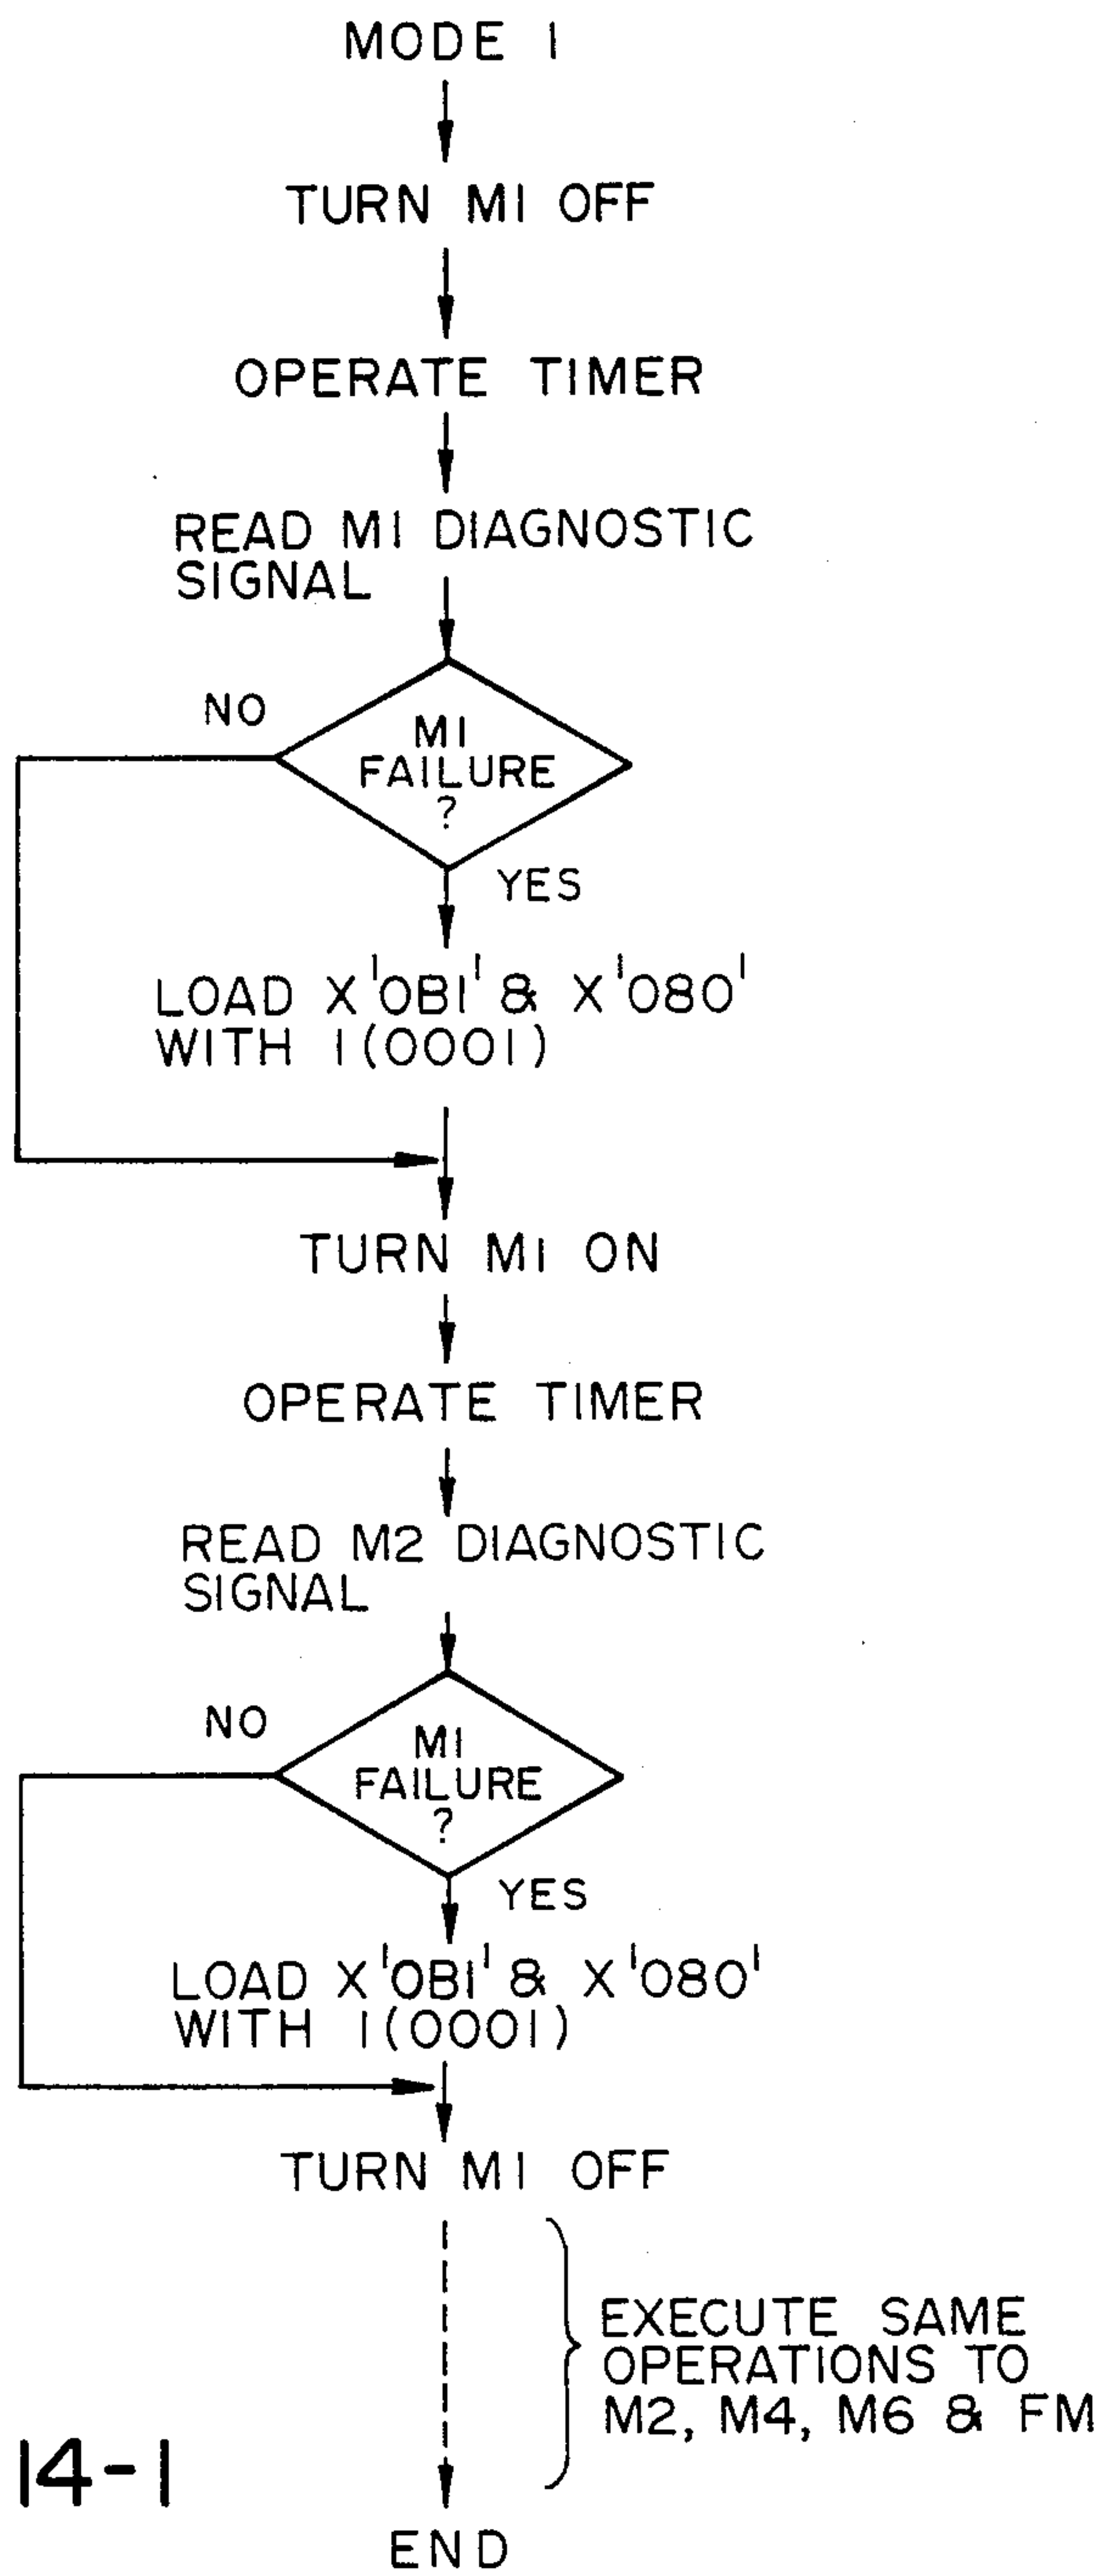 MODE 1
TURN M1 OFF
OPERATE TIMER
READ M1 DIAGNOSTIC
SIGNAL
NO
M1
FAILURE
?
YES
LOAD X'0B1' & X'080'
WITH 1(0001)
TURN M1 ON
OPERATE TIMER
READ M2 DIAGNOSTIC
SIGNAL
NO
M1
FAILURE
?
YES
LOAD X'0B1' & X'080'
WITH 1(0001)
TURN M1 OFF
EXECUTE SAME
OPERATIONS TO
M2, M4, M6 & FM
14-1
END